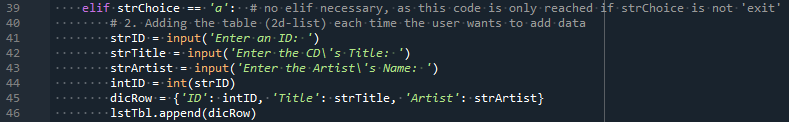 39 elif strChoice == 'a': # no elif necessary, as this code is only reached if strChoice is not 'exit'
40 # 2. Adding the table (2d-list) each time the user wants to add data
41 strID = input('Enter an ID: ')
42 strTitle = input('Enter the CD\'s Title: ')
43 strArtist = input('Enter the Artist\'s Name: ')
44 intID = int(strID)
45 dicRow = {'ID': intID, 'Title': strTitle, 'Artist': strArtist}
46 lstTbl.append(dicRow)